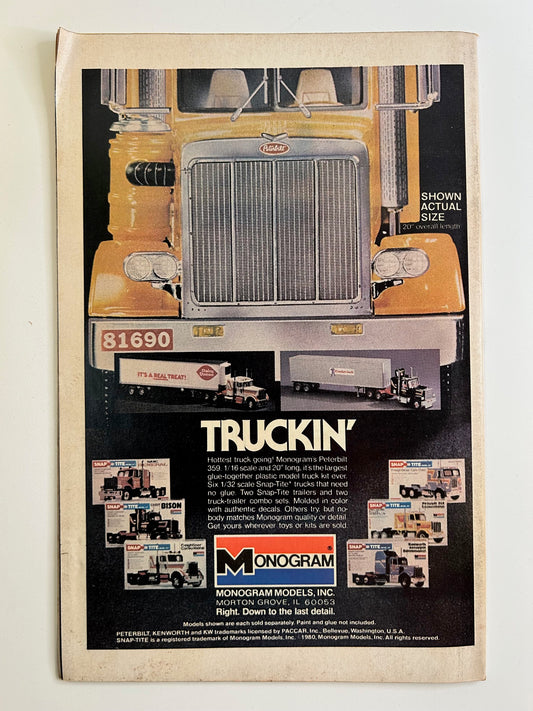 Peterbilt
SHOWN
ACTUAL
SIZE
20" overall length
81690
IT'S A REAL TREAT!
TRUCKIN'
Hottest truck going! Monogram's Peterbilt
359. 1/16 scale and 20" long, it's the largest
glue-together plastic model truck kit ever.
Six 1/32 scale Snap-Tite® trucks that need
no glue. Two Snap-Tite trailers and two
truck-trailer combo sets. Molded in color
with authentic decals. Others try, but no-
body matches Monogram quality or detail.
Get yours wherever toys or kits are sold.
SNAP TITE
SNAP TITE
BISON
SNAP TITE
SNAP TITE
SNAP TITE
SNAP TITE
MONOGRAM®
MONOGRAM MODELS, INC.
MORTON GROVE, IL 60053
Right. Down to the last detail.
Models shown are each sold separately. Paint and glue not included.
PETERBILT, KENWORTH and KW trademarks licensed by PACCAR, Inc., Bellevue, Washington, U.S.A.
SNAP-TITE is a registered trademark of Monogram Models, Inc. ©1980, Monogram Models, Inc. All rights reserved.